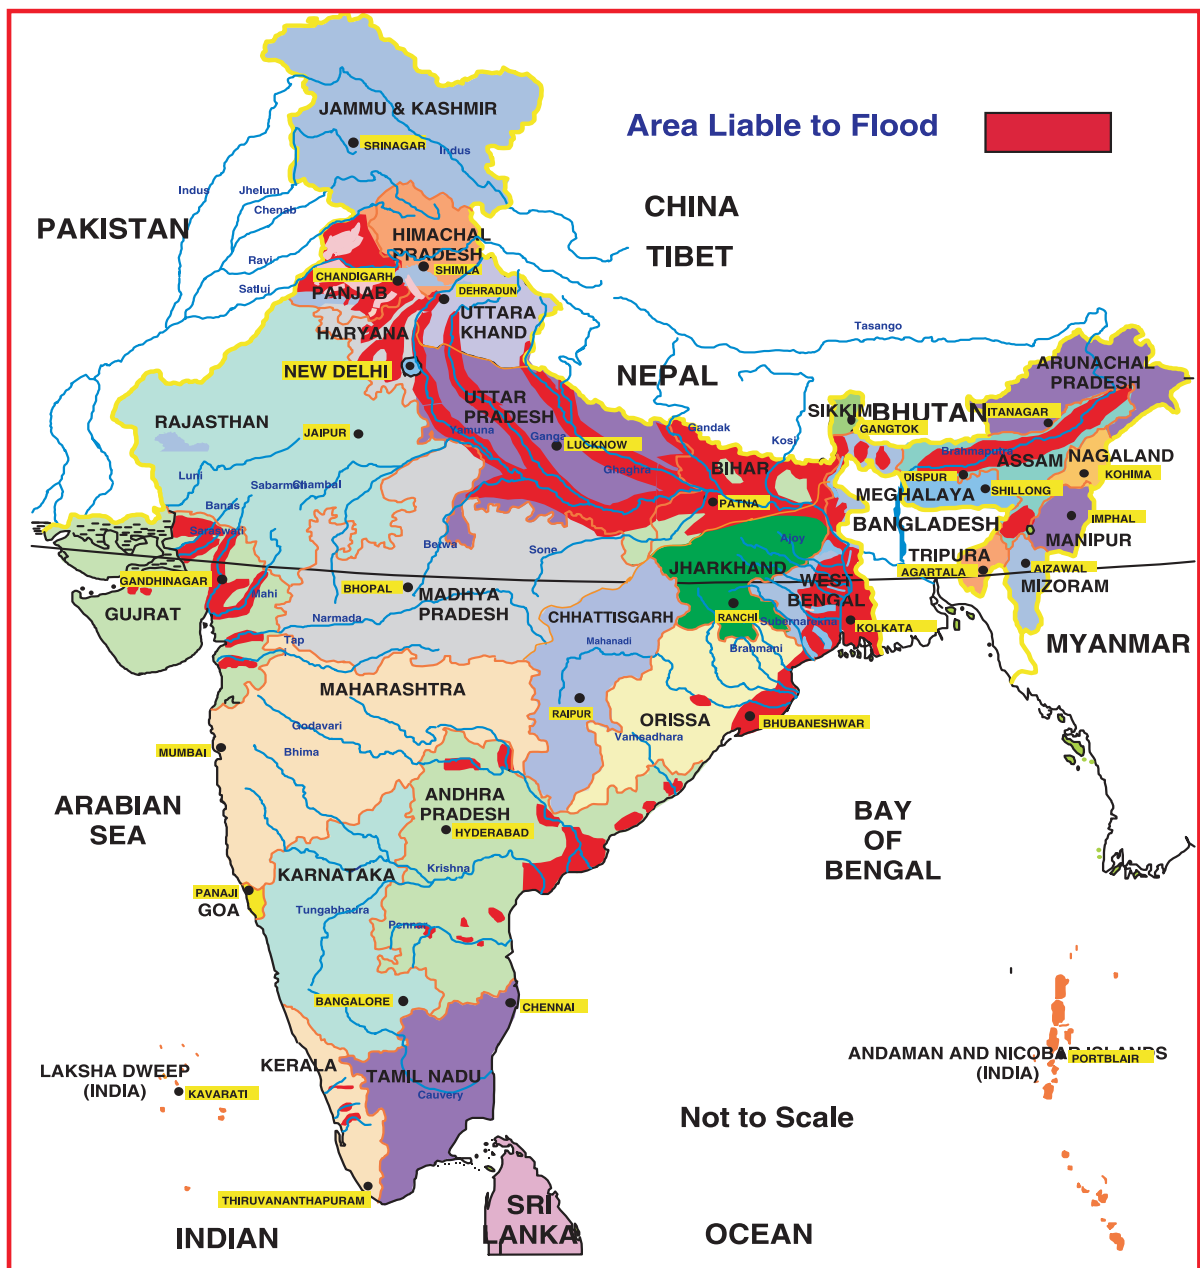 Area Liable to Flood
JAMMU & KASHMIR
SRINAGAR
Indus
Indus
Jhelum
Chenab
PAKISTAN
CHINA
TIBET
HIMACHAL
PRADESH
SHIMLA
Ravi
Satluj
CHANDIGARH
PANJAB
DEHRADUN
UTTARA
KHAND
HARYANA
NEW DELHI
Tasango
NEPAL
ARUNACHAL
PRADESH
ITANAGAR
SIKKIM
BHUTAN
GANGTOK
RAJASTHAN
JAIPUR
UTTAR
PRADESH
Yamuna
Ganga
LUCKNOW
Ghaghra
Gandak
Kosi
BIHAR
PATNA
Brahmaputra
ASSAM
NAGALAND
KOHIMA
DISPUR
MEGHALAYA
SHILLONG
Luni
Sabarmati
Chambal
Banas
Saraswati
BANGLADESH
IMPHAL
MANIPUR
TRIPURA
AGARTALA
AIZAWAL
MIZORAM
Betwa
Sone
Ajoy
JHARKHAND
WEST
BENGAL
RANCHI
Subernarekna
KOLKATA
GANDHINAGAR
GUJRAT
Mahi
BHOPAL
MADHYA
PRADESH
Narmada
Tap
CHHATTISGARH
Mahanadi
Brahmani
MYANMAR
MAHARASHTRA
RAIPUR
ORISSA
BHUBANESHWAR
Vamsadhara
Godavari
Bhima
MUMBAI
ARABIAN
SEA
ANDHRA
PRADESH
HYDERABAD
BAY
OF
BENGAL
KARNATAKA
Krishna
PANAJI
GOA
Tungabhadra
Pennar
BANGALORE
CHENNAI
KERALA
TAMIL NADU
Cauvery
LAKSHA DWEEP
(INDIA)
KAVARATI
ANDAMAN AND NICOBAR ISLANDS
(INDIA)
PORTBLAIR
Not to Scale
THIRUVANANTHAPURAM
SRI
LANKA
INDIAN
OCEAN